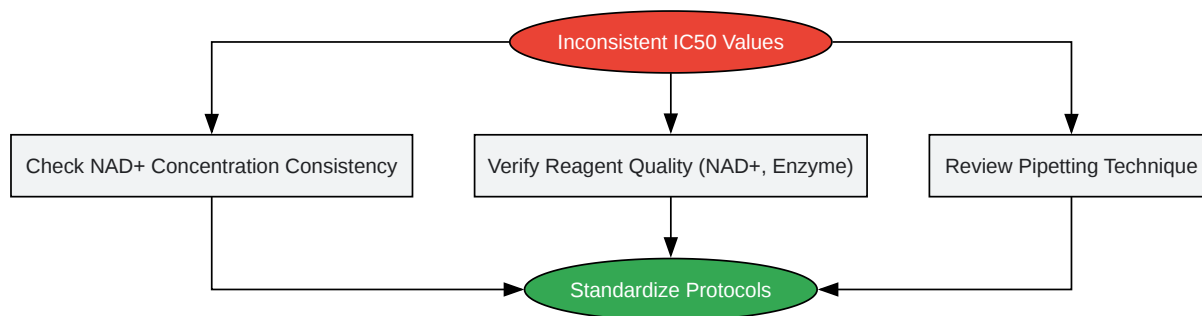 Inconsistent IC50 Values
Check NAD+ Concentration Consistency
Verify Reagent Quality (NAD+, Enzyme)
Review Pipetting Technique
Standardize Protocols